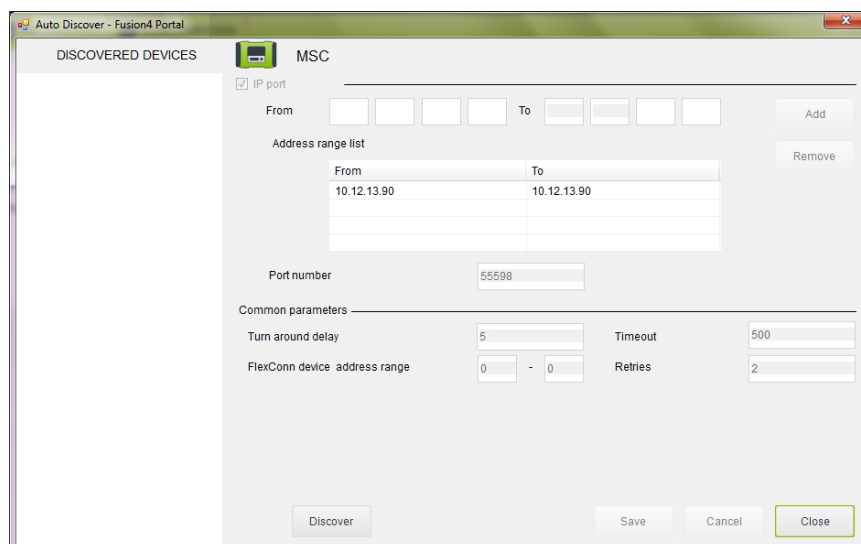 Auto Discover - Fusion4 Portal
DISCOVERED DEVICES
MSC
IP port
From To Add
Address range list
Remove
From To
10.12.13.90 10.12.13.90
Port number 55598
Common parameters
Turn around delay 5 Timeout 500
FlexConn device address range 0 - 0 Retries 2
Discover Save Cancel Close